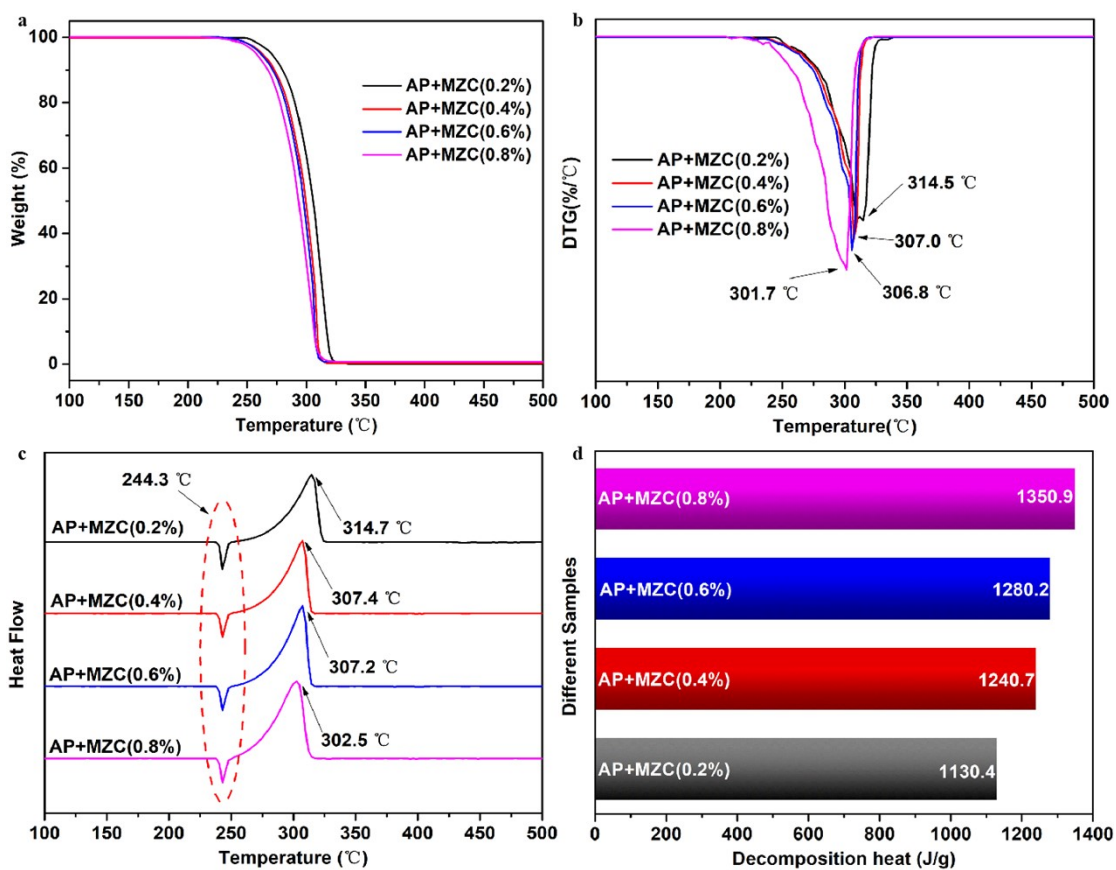 a
100
80
60
40
20
0
Weight (%)
AP+MZC(0.2%)
AP+MZC(0.4%)
AP+MZC(0.6%)
AP+MZC(0.8%)
100 150 200 250 300 350 400 450 500
Temperature (℃)
b
DTG(%/℃)
AP+MZC(0.2%)
AP+MZC(0.4%)
AP+MZC(0.6%)
AP+MZC(0.8%)
314.5 ℃
307.0 ℃
306.8 ℃
301.7 ℃
100 150 200 250 300 350 400 450 500
Temperature(℃)
c
244.3 ℃
Heat Flow
AP+MZC(0.2%)
314.7 ℃
AP+MZC(0.4%)
307.4 ℃
AP+MZC(0.6%)
307.2 ℃
AP+MZC(0.8%)
302.5 ℃
100 150 200 250 300 350 400 450 500
Temperature (℃)
d
Different Samples
AP+MZC(0.8%) 1350.9
AP+MZC(0.6%) 1280.2
AP+MZC(0.4%) 1240.7
AP+MZC(0.2%) 1130.4
0 200 400 600 800 1000 1200 1400
Decomposition heat (J/g)